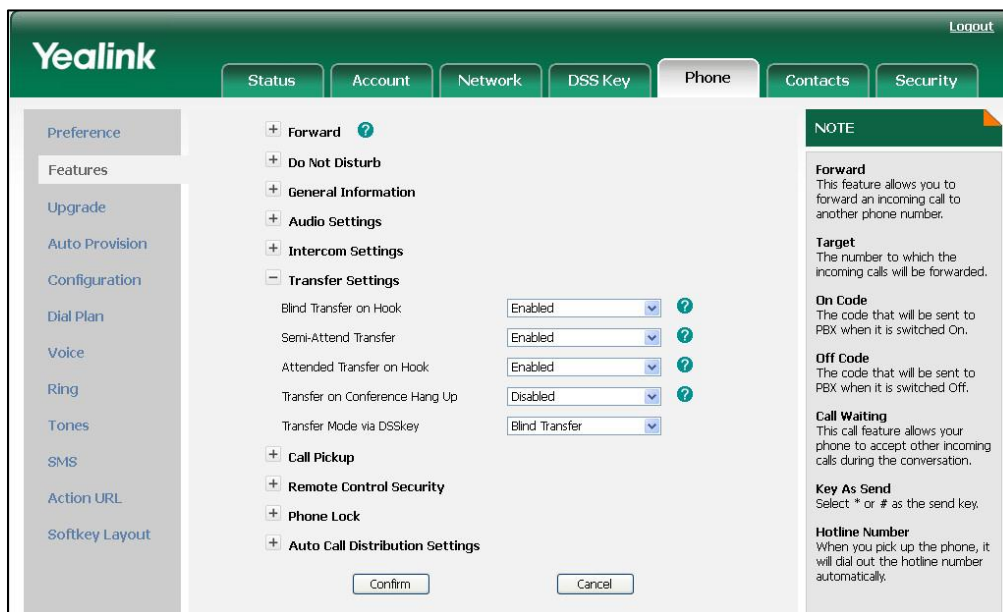 Logout
Yealink
Status
Account
Network
DSS Key
Phone
Contacts
Security
Preference
Features
Upgrade
Auto Provision
Configuration
Dial Plan
Voice
Ring
Tones
SMS
Action URL
Softkey Layout
+ Forward ?
+ Do Not Disturb
+ General Information
+ Audio Settings
+ Intercom Settings
− Transfer Settings
Blind Transfer on Hook Enabled ?
Semi-Attend Transfer Enabled ?
Attended Transfer on Hook Enabled ?
Transfer on Conference Hang Up Disabled ?
Transfer Mode via DSSkey Blind Transfer
+ Call Pickup
+ Remote Control Security
+ Phone Lock
+ Auto Call Distribution Settings
Confirm
Cancel
NOTE
Forward
This feature allows you to
forward an incoming call to
another phone number.
Target
The number to which the
incoming calls will be forwarded.
On Code
The code that will be sent to
PBX when it is switched On.
Off Code
The code that will be sent to
PBX when it is switched Off.
Call Waiting
This call feature allows your
phone to accept other incoming
calls during the conversation.
Key As Send
Select * or # as the send key.
Hotline Number
When you pick up the phone, it
will dial out the hotline number
automatically.